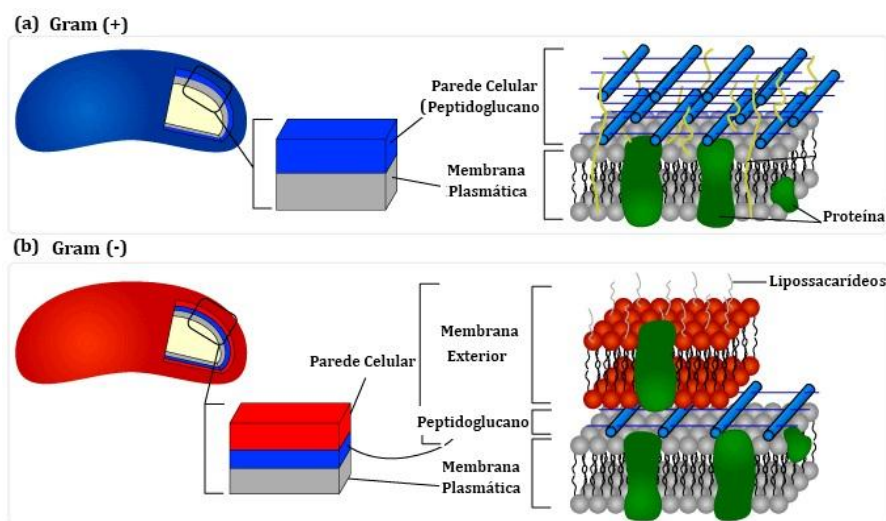 (a) Gram (+)
Parede Celular
(Peptidoglucano
Membrana
Plasmática
Proteína
(b) Gram (-)
Lipossacarídeos
Membrana
Exterior
Parede Celular
Peptidoglucano
Membrana
Plasmática